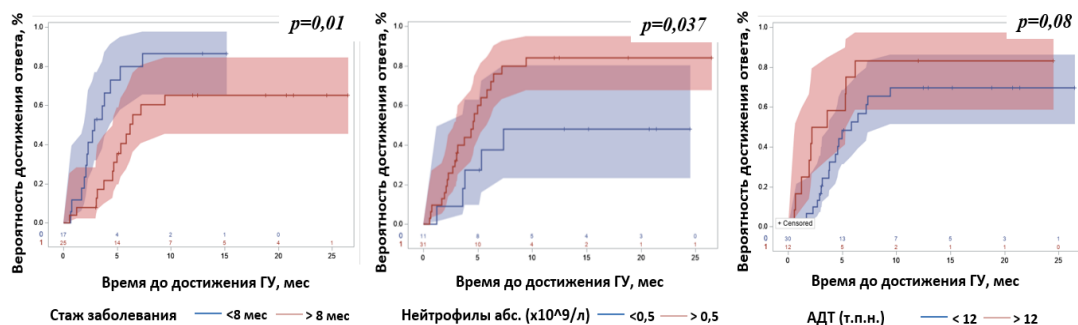 Вероятность достижения ответа, %
p=0,01
1.0
0.8
0.6
0.4
0.2
0.0
0 17 4 2 1 0
1 25 14 7 5 4 1
0 5 10 15 20 25
Время до достижения ГУ, мес
Стаж заболевания <8 мес > 8 мес
Вероятность достижения ответа, %
p=0,037
1.0
0.8
0.6
0.4
0.2
0.0
0 11 8 5 4 3 0
1 31 10 4 2 1 1
0 5 10 15 20 25
Время до достижения ГУ, мес
Нейтрофилы абс. (х10^9/л) <0,5 > 0,5
Вероятность достижения ответа, %
p=0,08
1.0
0.8
0.6
0.4
0.2
0.0
+ Censored
0 30 13 7 5 3 1
1 12 5 2 1 1 0
0 5 10 15 20 25
Время до достижения ГУ, мес
АДТ (т.п.н.) < 12 > 12